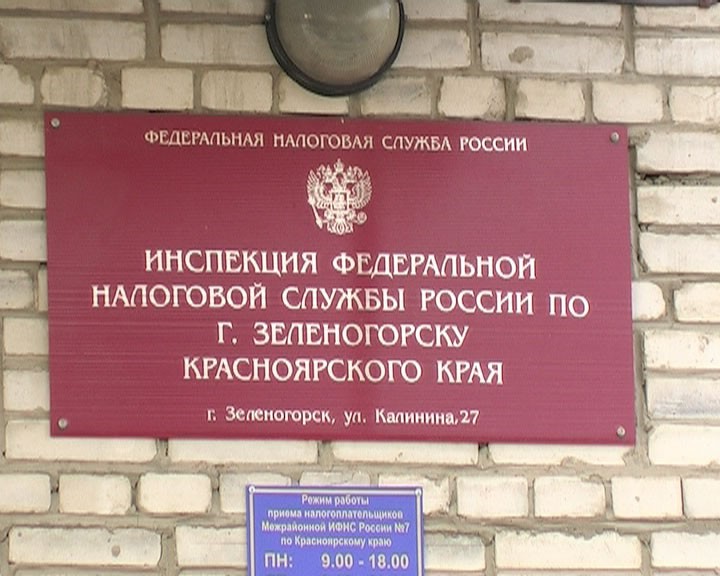 ФЕДЕРАЛЬНАЯ НАЛОГОВАЯ СЛУЖБА РОССИИ
ИНСПЕКЦИЯ ФЕДЕРАЛЬНОЙ
НАЛОГОВОЙ СЛУЖБЫ РОССИИ ПО
Г. ЗЕЛЕНОГОРСКУ
КРАСНОЯРСКОГО КРАЯ
г. Зеленогорск, ул. Калинина,27
Режим работы
приема налогоплательщиков
Межрайонной ИФНС России №7
по Красноярскому краю
ПН: 9.00 - 18.00